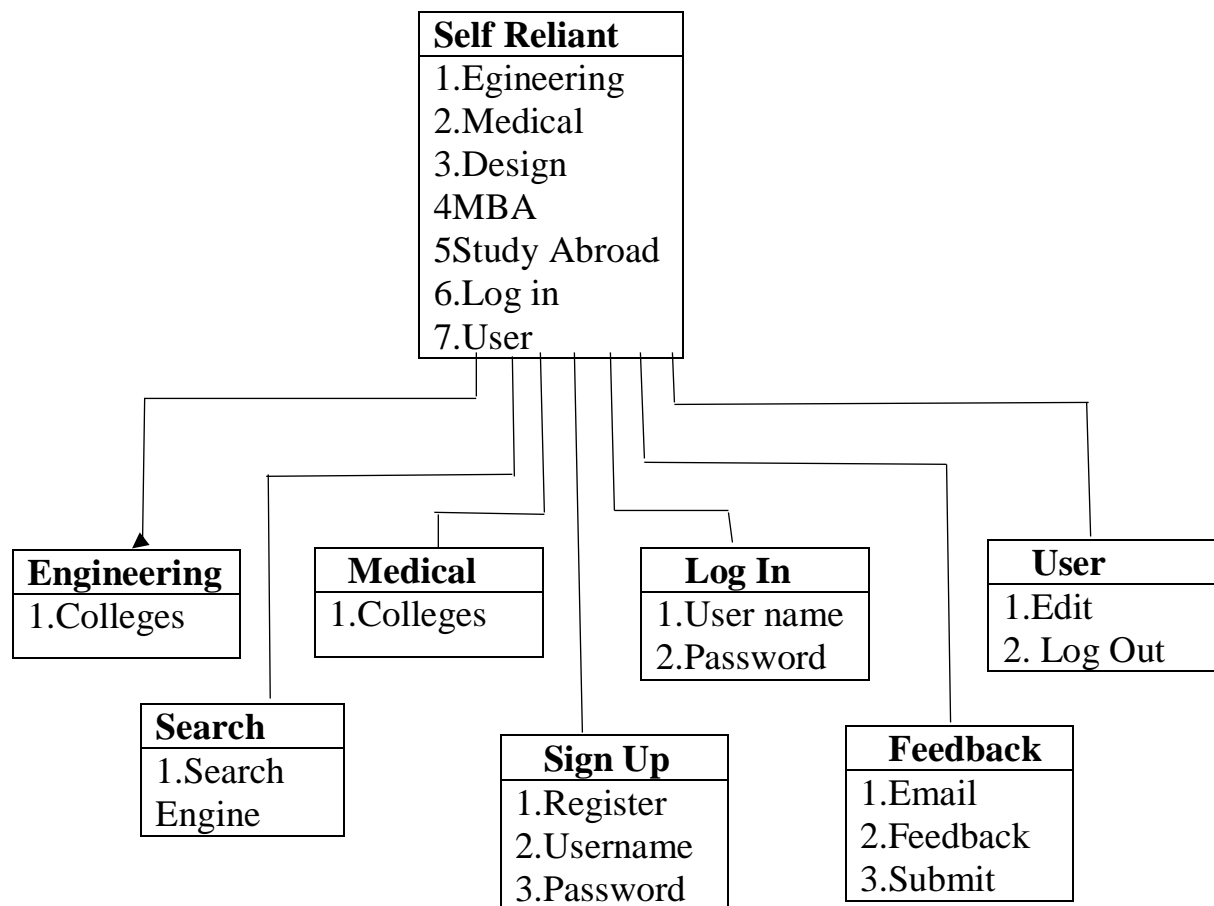 Self Reliant
1.Egineering
2.Medical
3.Design
4MBA
5Study Abroad
6.Log in
7.User
Engineering
1.Colleges
Medical
1.Colleges
Log In
1.User name
2.Password
User
1.Edit
2. Log Out
Search
1.Search
Engine
Sign Up
1.Register
2.Username
3.Password
Feedback
1.Email
2.Feedback
3.Submit